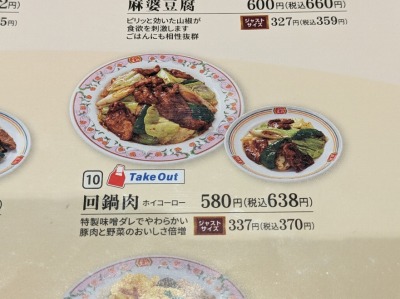 0円)
5円)
麻婆豆腐 600円(税込660円)
ピリッと効いた山椒が
食欲を刺激します
ごはんにも相性抜群
ジャストサイズ 327円(税込359円)
10 Take Out
回鍋肉 ホイコーロー 580円(税込638円)
特製味噌ダレでやわらかい
豚肉と野菜のおいしさ倍増
ジャストサイズ 337円(税込370円)